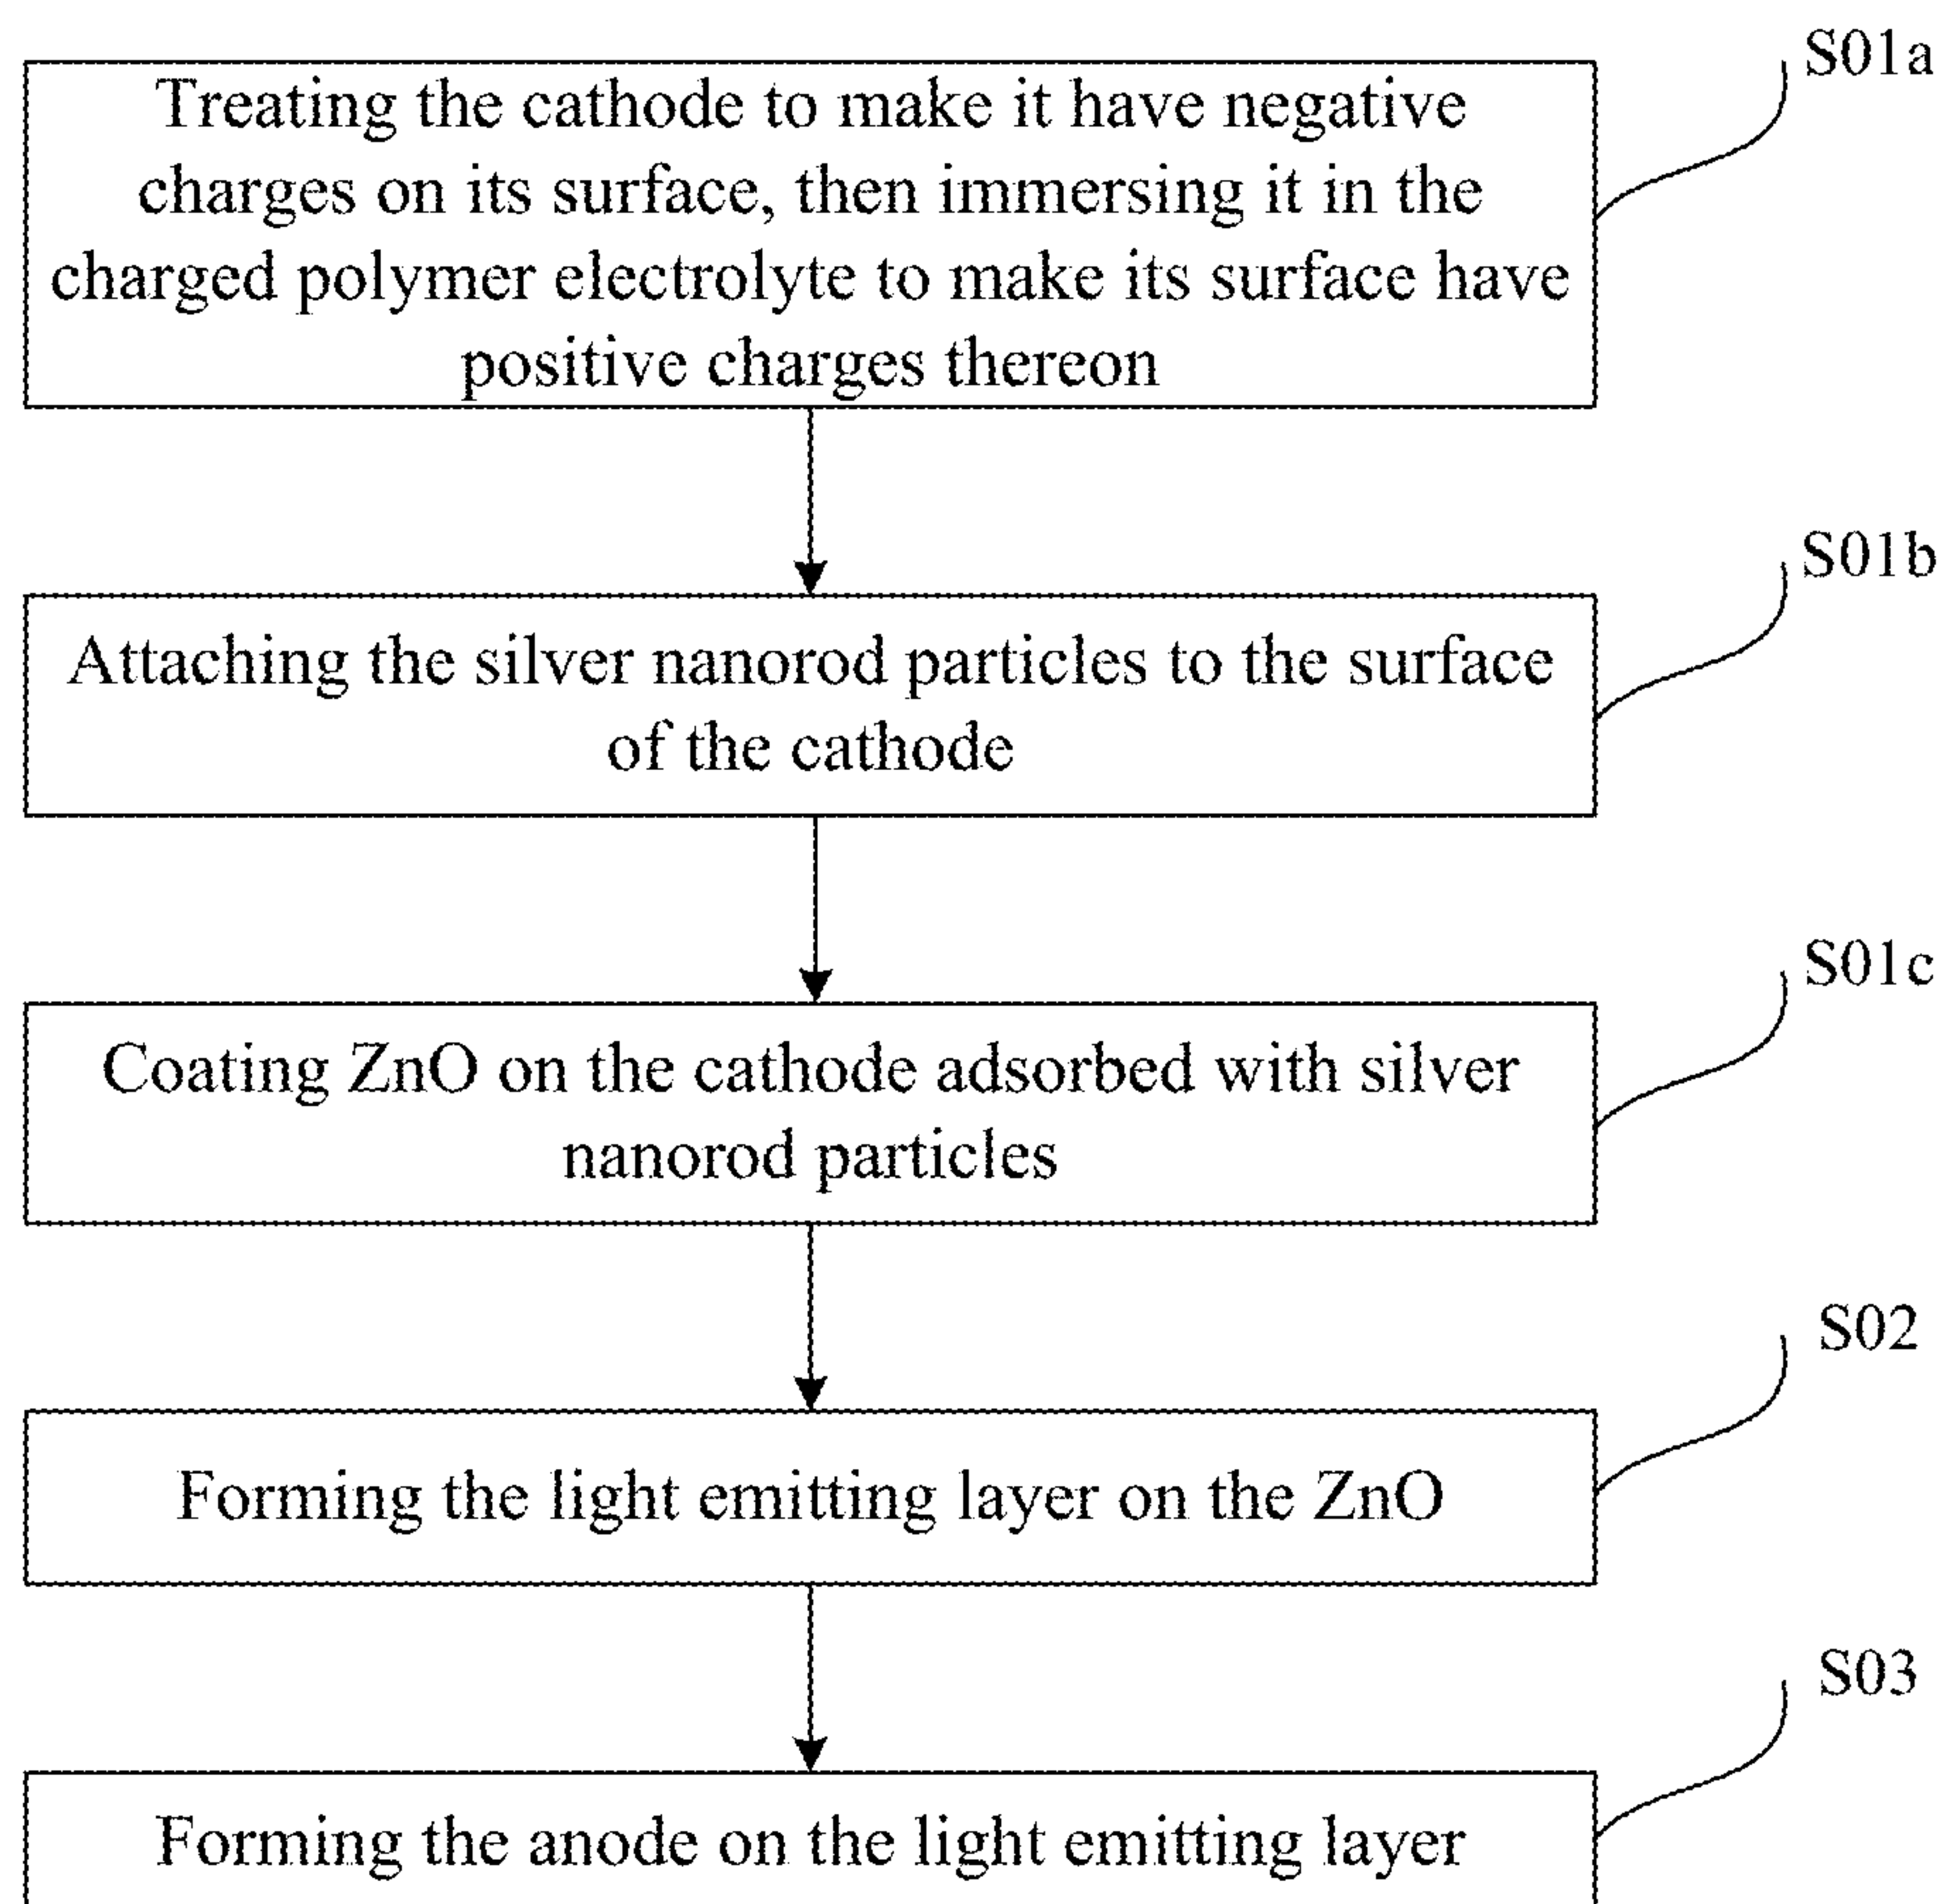 S01a
Treating the cathode to make it have negative
charges on its surface, then immersing it in the
charged polymer electrolyte to make its surface have
positive charges thereon
S01b
Attaching the silver nanorod particles to the surface
of the cathode
S01c
Coating ZnO on the cathode adsorbed with silver
nanorod particles
S02
Forming the light emitting layer on the ZnO
S03
Forming the anode on the light emitting layer